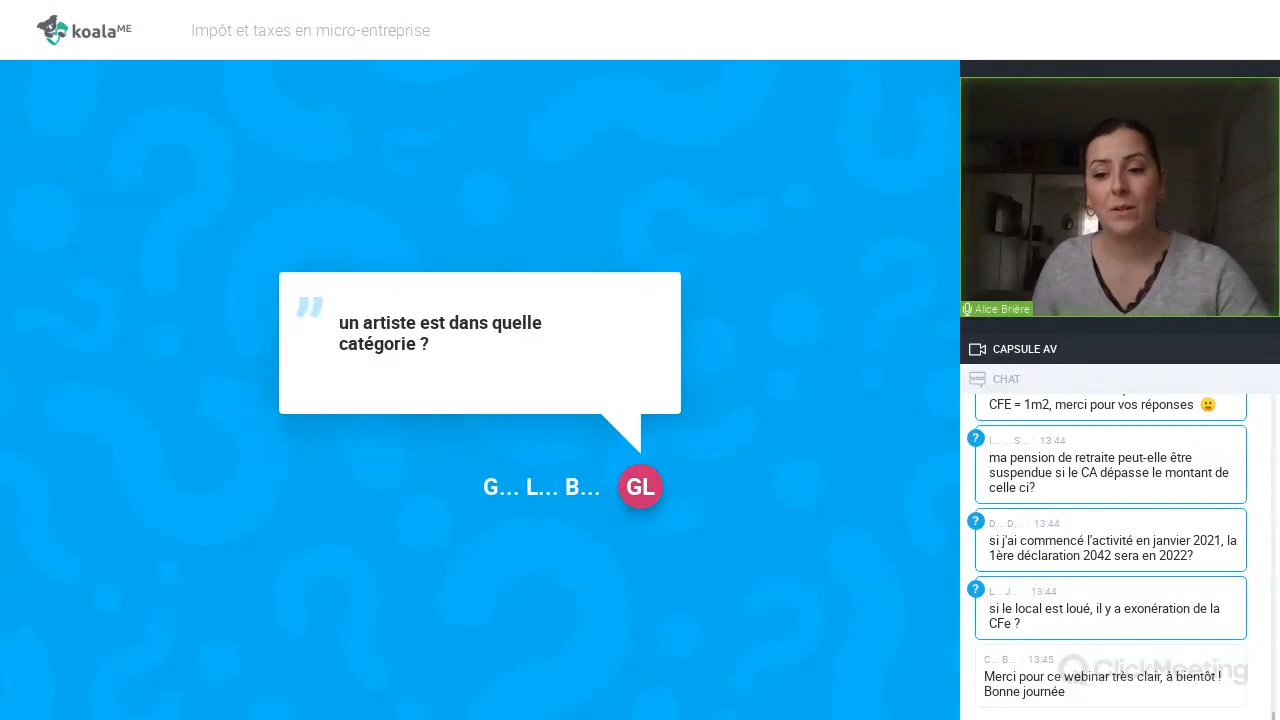 koala ME
Impôt et taxes en micro-entreprise
un artiste est dans quelle
catégorie ?
G... L... B...
GL
Alice Brière
CAPSULE AV
CHAT
CFE = 1m2, merci pour vos réponses
? I... ... S... 13:44
ma pension de retraite peut-elle être
suspendue si le CA dépasse le montant de
celle ci?
? D... D... 13:44
si j'ai commencé l'activité en janvier 2021, la
1ère déclaration 2042 sera en 2022?
? L... J... 13:44
si le local est loué, il y a exonération de la
CFe ?
C... B... 13:45
ClickMeeting
Merci pour ce webinar très clair, à bientôt !
Bonne journée